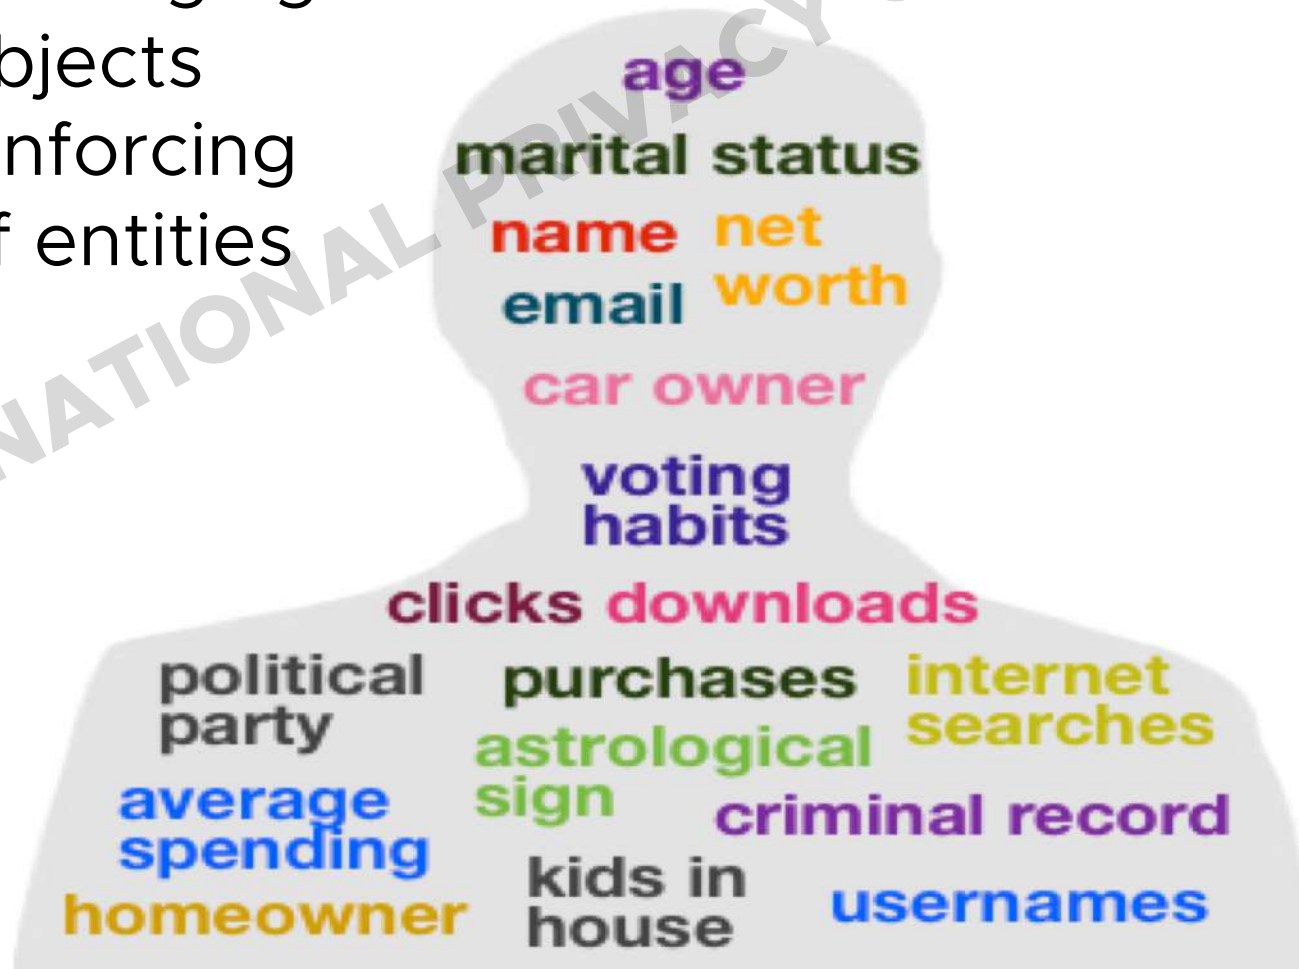 bjects
nforcing
f entities
NATIONAL PRIVACY
age
marital status
name
net
worth
email
car owner
voting
habits
clicks downloads
political
party
purchases
internet
searches
astrological
sign
average
spending
criminal record
kids in
house
homeowner
usernames